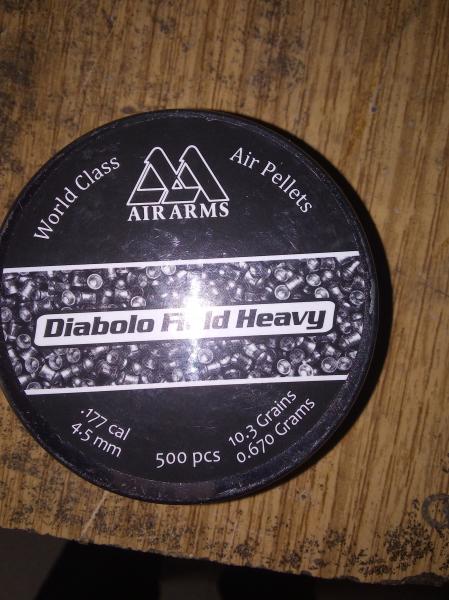 World Class
Air Pellets
AIR ARMS
Diabolo Field Heavy
.177 cal
4.5 mm
500 pcs
10.3 Grains
0.670 Grams